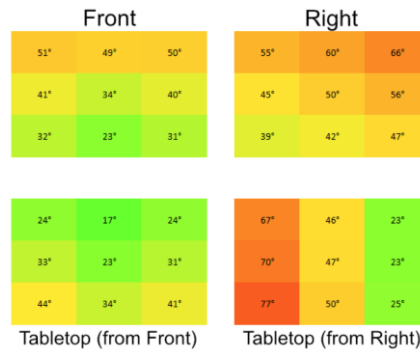 Front Right
51° 49° 50° 55° 60° 66°
41° 34° 40° 45° 50° 56°
32° 23° 31° 39° 42° 47°
24° 17° 24° 67° 46° 23°
33° 23° 31° 70° 47° 23°
44° 34° 41° 77° 50° 25°
Tabletop (from Front) Tabletop (from Right)